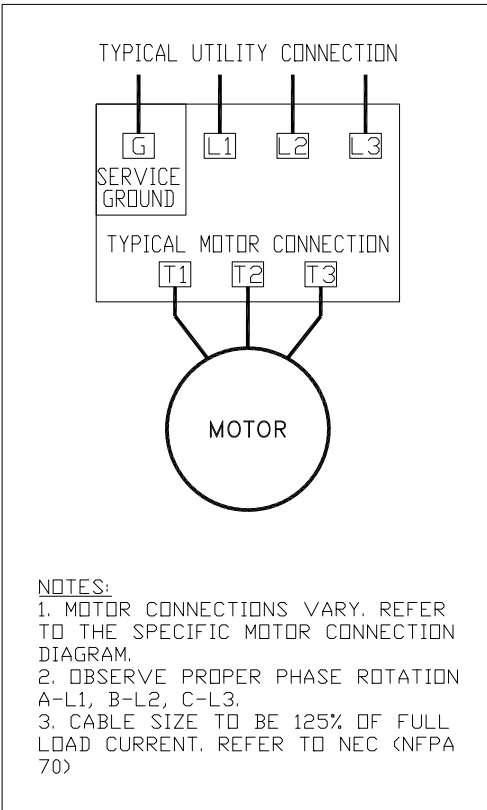 TYPICAL UTILITY CONNECTION
G L1 L2 L3
SERVICE
GROUND
TYPICAL MOTOR CONNECTION
T1 T2 T3
MOTOR
NOTES:
1. MOTOR CONNECTIONS VARY. REFER
TO THE SPECIFIC MOTOR CONNECTION
DIAGRAM.
2. OBSERVE PROPER PHASE ROTATION
A-L1, B-L2, C-L3.
3. CABLE SIZE TO BE 125% OF FULL
LOAD CURRENT. REFER TO NEC (NFPA
70)